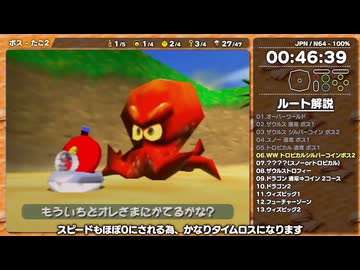 ボス - たこ2
1/5
1/4
2/4
3/4
27/47
JPN / N64 - 100%
00:46:39
ルート解説
01.オーバーワールド
02.ザウルス 通常 ボス1
03.ザウルス シルバーコイン ボス2
04.スノー 通常 ボス1
05.トロピカル 通常 ボス1
06.WW トロピカルシルバーコインボス2
07.????(スノーorトロピカル)
08.ザウルストロフィー
09.ドラゴン 通常→コイン 2コース
10.ドラゴン2
11.ウィズピッグ1
12.フューチャーゾーン
13.ウィズピッグ2
もういちどオレさまにかてるかな?
スピードもほぼ0にされる為、かなりタイムロスになります